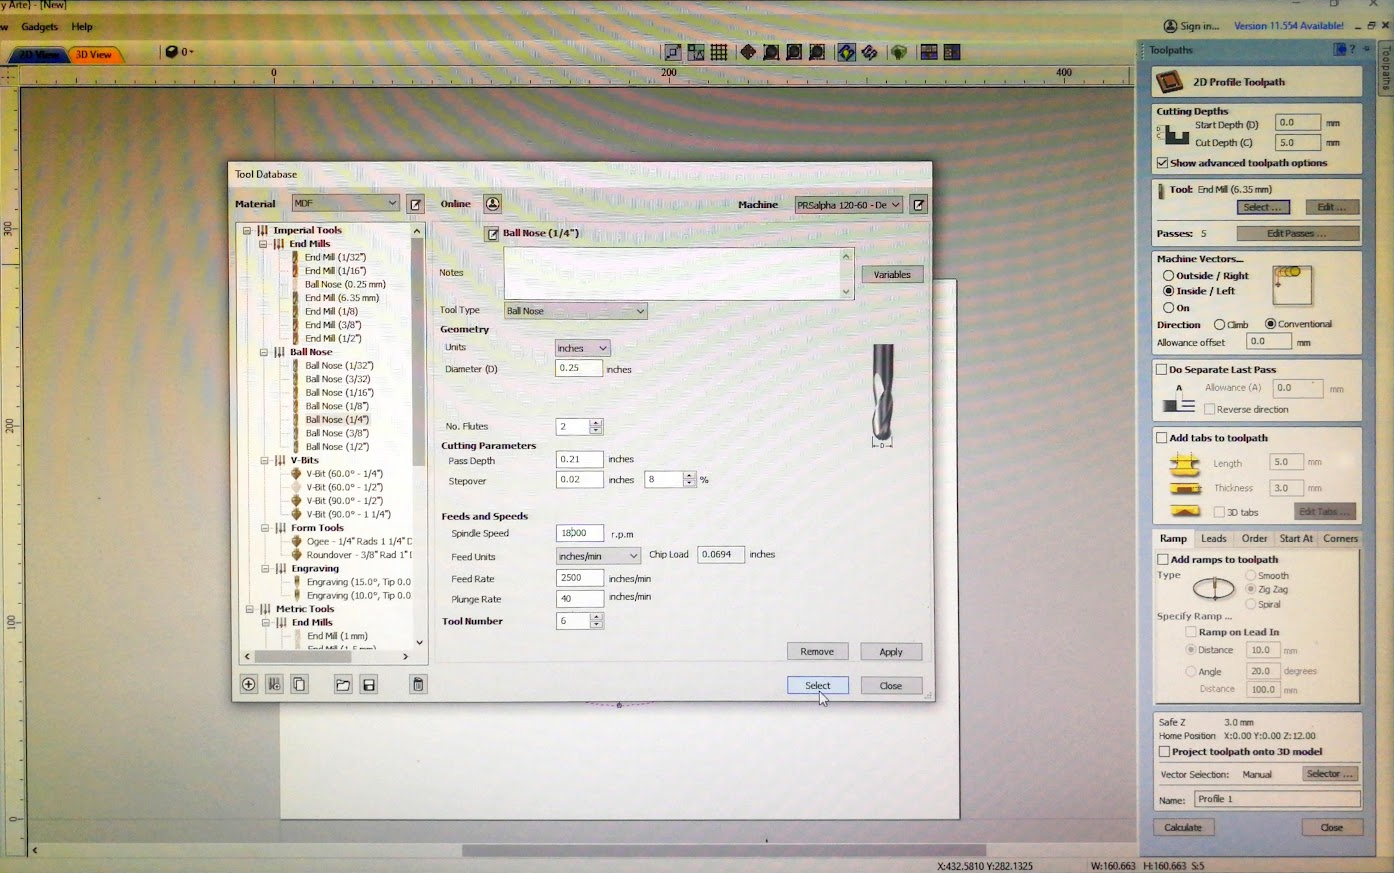 y Arte} - [New]
w Gadgets Help
Sign in... Version 11.554 Available!
2D View 3D View 0
0 200 400
300
200
100
0
Tool Database
Material MDF Online Machine PRSalpha 120-60 - De
Imperial Tools
End Mills
End Mill (1/32")
End Mill (1/16")
Ball Nose (0.25 mm)
End Mill (6.35 mm)
End Mill (1/8)
End Mill (1/4")
End Mill (3/8")
End Mill (1/2")
Ball Nose
Ball Nose (1/32")
Ball Nose (3/32)
Ball Nose (1/16")
Ball Nose (1/8")
Ball Nose (1/4")
Ball Nose (3/8")
Ball Nose (1/2")
V-Bits
V-Bit (60.0° - 1/4")
V-Bit (60.0° - 1/2")
V-Bit (90.0° - 1/2")
V-Bit (90.0° - 1 1/4")
Form Tools
Ogee - 1/4" Rads 1 1/4" D
Roundover - 3/8" Rad 1" D
Engraving
Engraving (15.0°, Tip 0.0
Engraving (10.0°, Tip 0.0
Metric Tools
End Mills
End Mill (1 mm)
End Mill (1.5 mm)
Ball Nose (1/4")
Notes
Variables
Tool Type Ball Nose
Geometry
Units inches
Diameter (D) 0.25 inches
D
No. Flutes 2
Cutting Parameters
Pass Depth 0.21 inches
Stepover 0.02 inches 8 %
Feeds and Speeds
Spindle Speed 18000 r.p.m
Feed Units inches/min Chip Load 0.0694 inches
Feed Rate 2500 inches/min
Plunge Rate 40 inches/min
Tool Number 6
Remove Apply
Select Close
Toolpaths ?
Toolpaths
2D Profile Toolpath
Cutting Depths
Start Depth (D) 0.0 mm
Cut Depth (C) 5.0 mm
Show advanced toolpath options
Tool: End Mill (6.35 mm)
Select ... Edit ...
Passes: 5 Edit Passes ...
Machine Vectors...
Outside / Right
Inside / Left
On
Direction Climb Conventional
Allowance offset 0.0 mm
Do Separate Last Pass
A Allowance (A) 0.0 mm
Reverse direction
Add tabs to toolpath
Length 5.0 mm
Thickness 3.0 mm
3D tabs Edit Tabs ...
Ramp Leads Order Start At Corners
Add ramps to toolpath
Type Smooth
Zig Zag
Spiral
Specify Ramp ...
Ramp on Lead In
Distance 10.0 mm
Angle 20.0 degrees
Distance 100.0 mm
Safe Z 3.0 mm
Home Position X:0.00 Y:0.00 Z:12.00
Project toolpath onto 3D model
Vector Selection: Manual Selector ...
Name: Profile 1
Calculate Close
X:432.5810 Y:282.1325 W:160.663 H:160.663 S:5